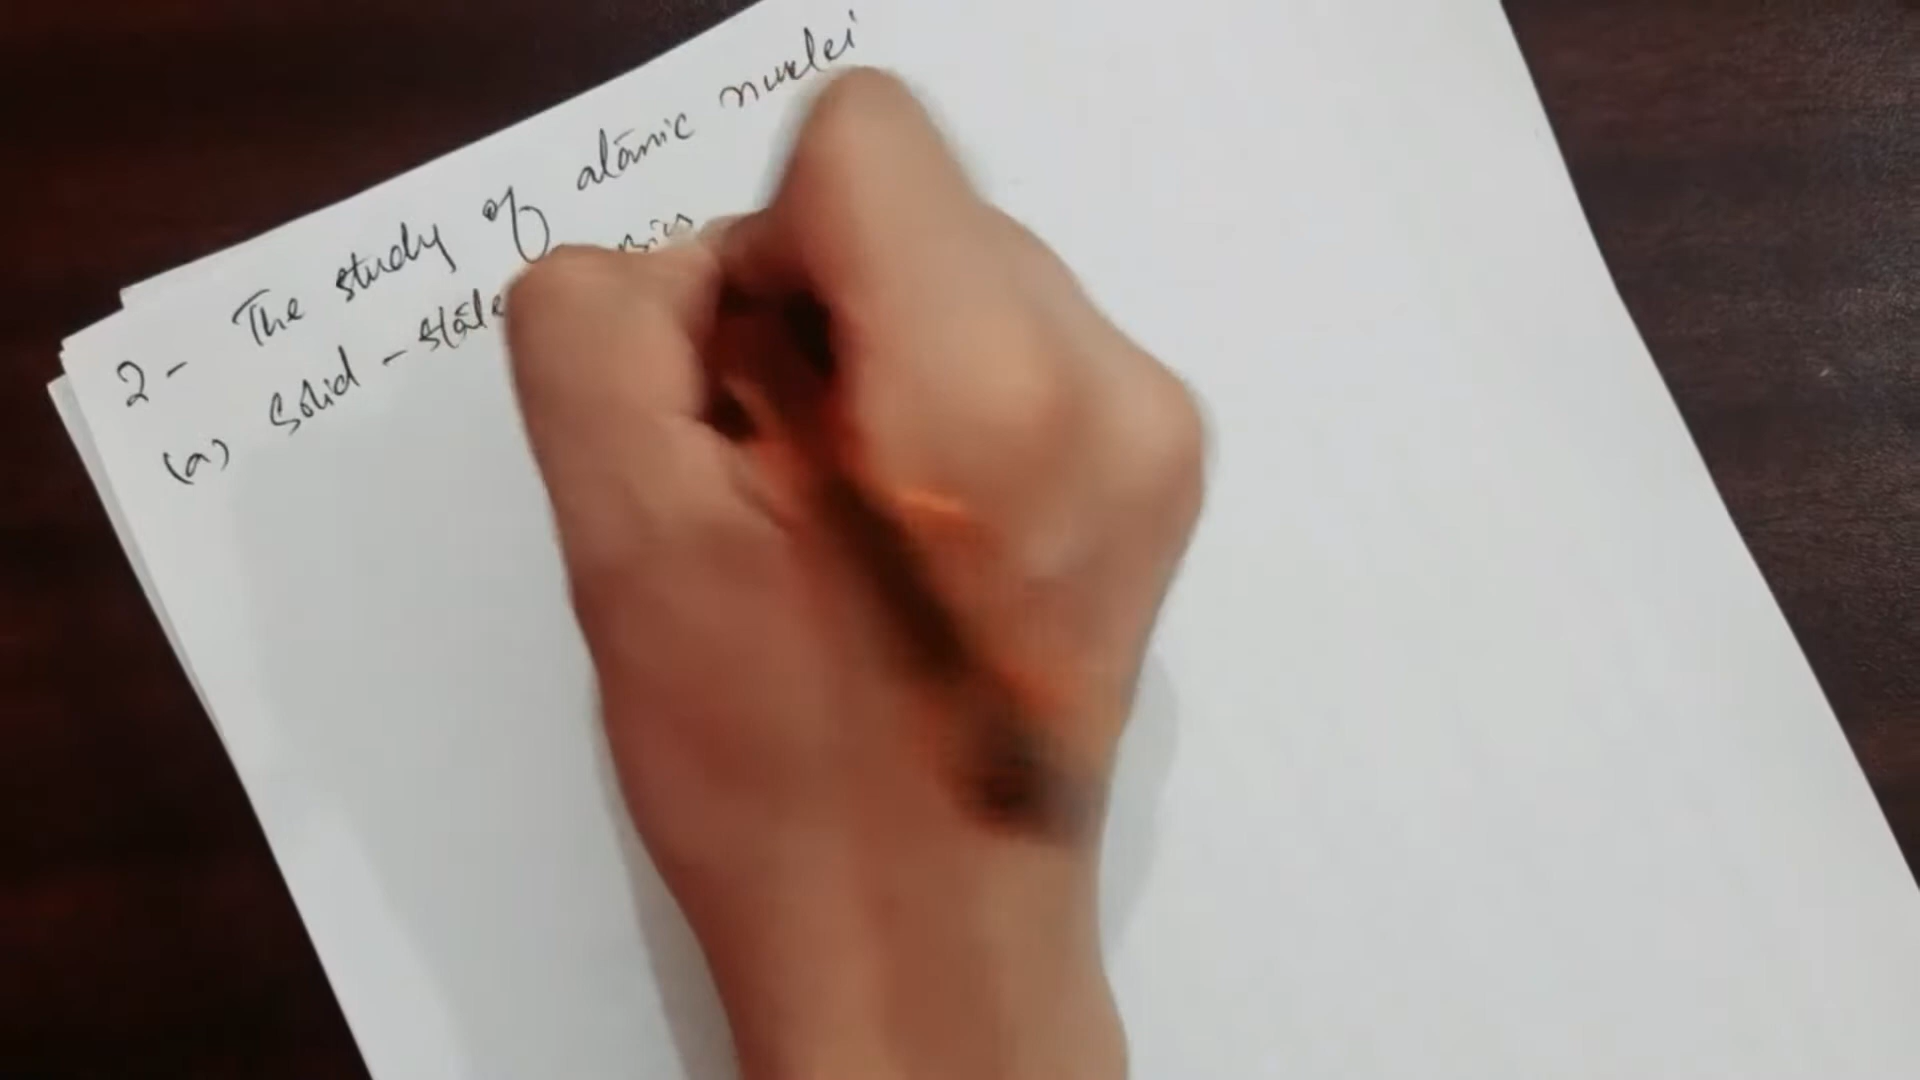 2- The study of atomic nuclei
(a) Solid - state